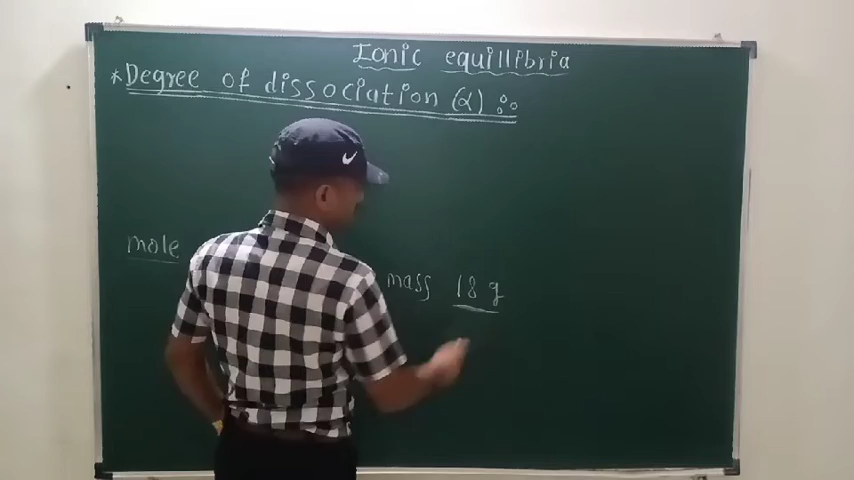 Ionic equilibria
*Degree of dissociation (α) :
mole
mass 18 g